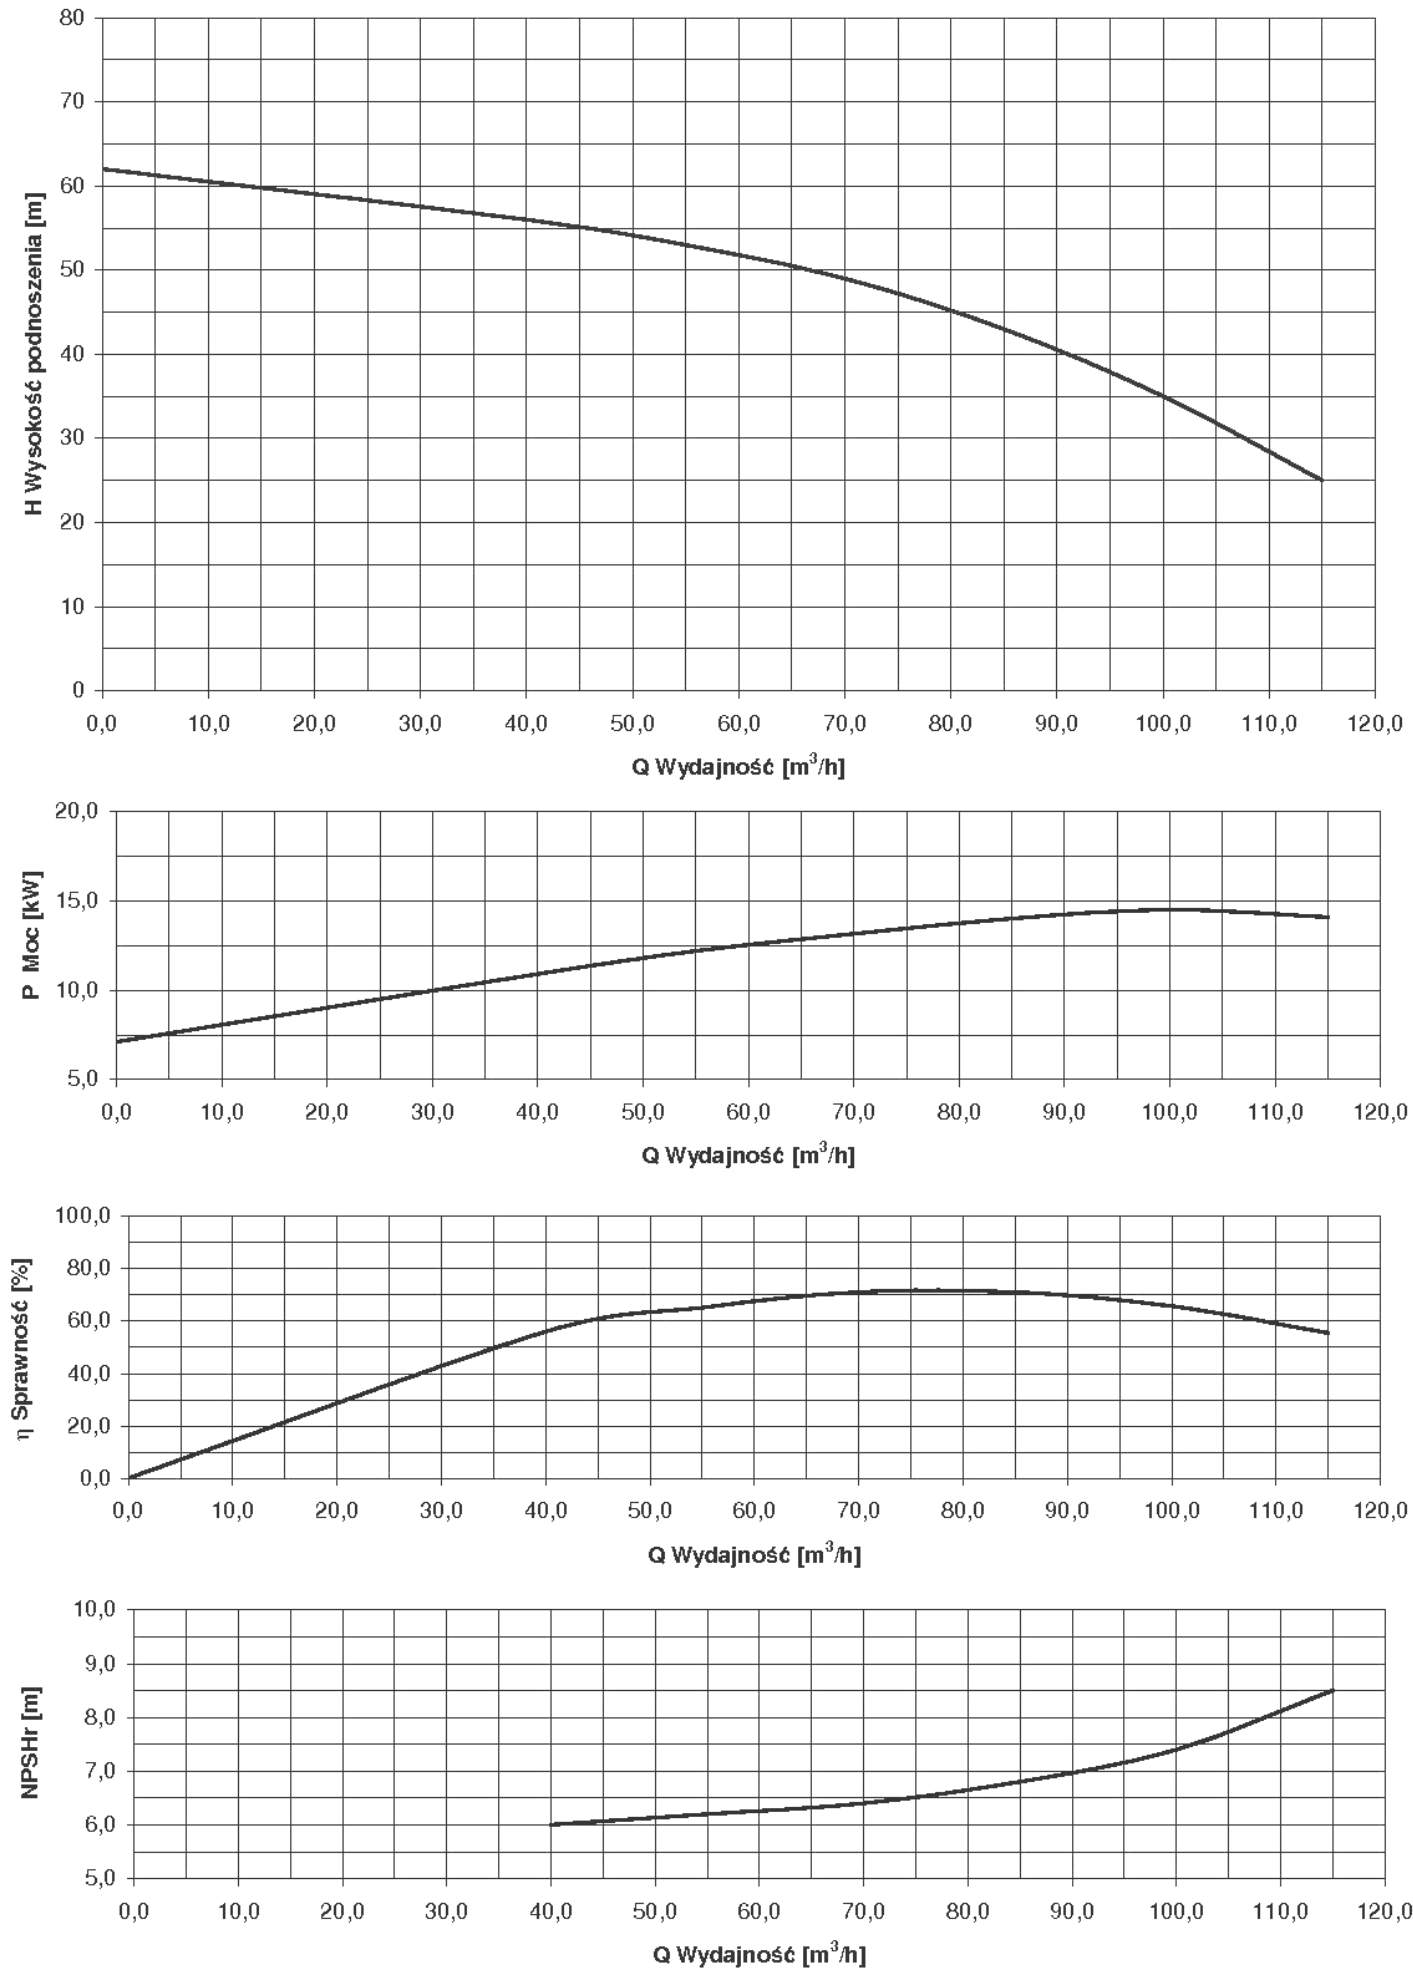 80
70
60
50
40
30
20
10
0
H Wysokość podnoszenia [m]
0,0 10,0 20,0 30,0 40,0 50,0 60,0 70,0 80,0 90,0 100,0 110,0 120,0
Q Wydajność [m³/h]
20,0
15,0
10,0
5,0
P Moc [kW]
0,0 10,0 20,0 30,0 40,0 50,0 60,0 70,0 80,0 90,0 100,0 110,0 120,0
Q Wydajność [m³/h]
100,0
80,0
60,0
40,0
20,0
0,0
η Sprawność [%]
0,0 10,0 20,0 30,0 40,0 50,0 60,0 70,0 80,0 90,0 100,0 110,0 120,0
Q Wydajność [m³/h]
10,0
9,0
8,0
7,0
6,0
5,0
NPSHr [m]
0,0 10,0 20,0 30,0 40,0 50,0 60,0 70,0 80,0 90,0 100,0 110,0 120,0
Q Wydajność [m³/h]